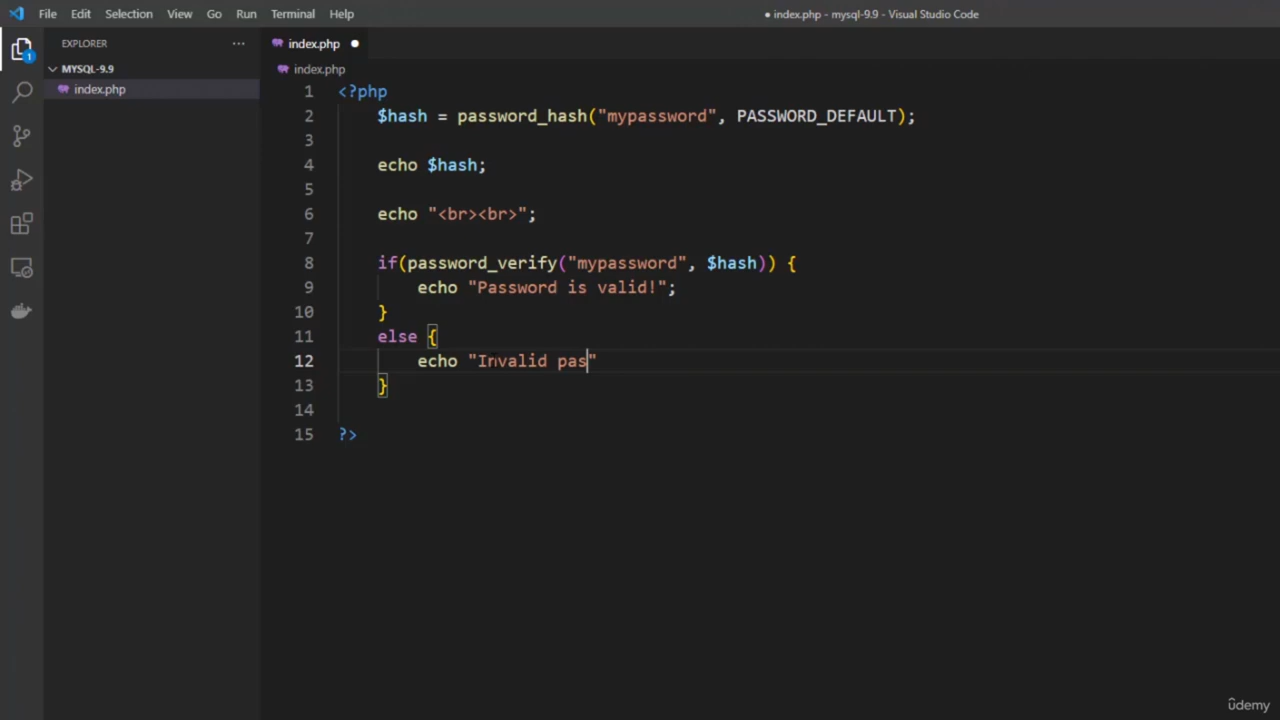 File Edit Selection View Go Run Terminal Help
● index.php - mysql-9.9 - Visual Studio Code
EXPLORER ···
index.php ●
1
MYSQL-9.9
index.php
index.php
1 <?php
2 $hash = password_hash("mypassword", PASSWORD_DEFAULT);
3
4 echo $hash;
5
6 echo "<br><br>";
7
8 if(password_verify("mypassword", $hash)) {
9 echo "Password is valid!";
10 }
11 else {
12 echo "Invalid pas"
13 }
14
15 ?>
ûdemy